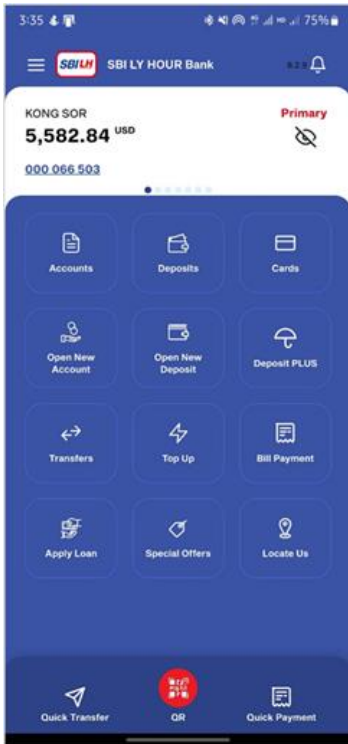 3:35 75%
SBI LH SBI LY HOUR Bank
KONG SOR Primary
5,582.84 USD
000 066 503
Accounts Deposits Cards
Open New Account Open New Deposit Deposit PLUS
Transfers Top Up Bill Payment
Apply Loan Special Offers Locate Us
Quick Transfer QR Quick Payment